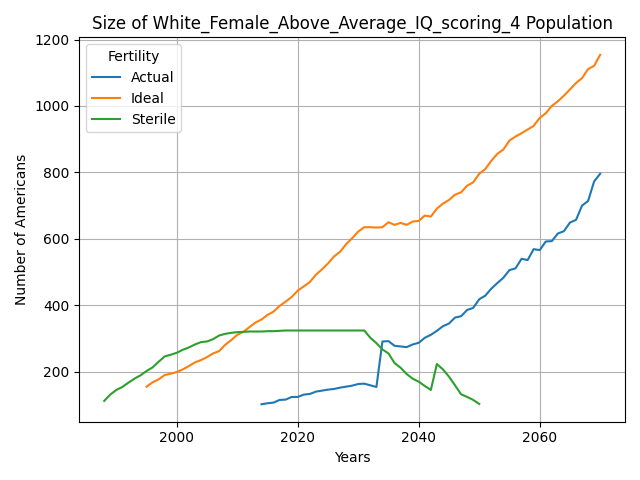 Size of White_Female_Above_Average_IQ_scoring_4 Population
Fertility
Actual
Ideal
Sterile
1200
1000
800
600
400
200
Number of Americans
2000 2020 2040 2060
Years